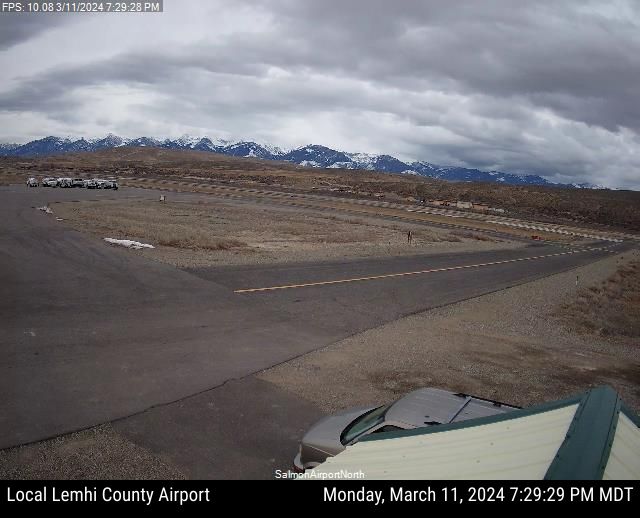 FPS: 10.08 3/11/2024 7:29:28 PM
SalmonAirportNorth
Local Lemhi County Airport
Monday, March 11, 2024 7:29:29 PM MDT